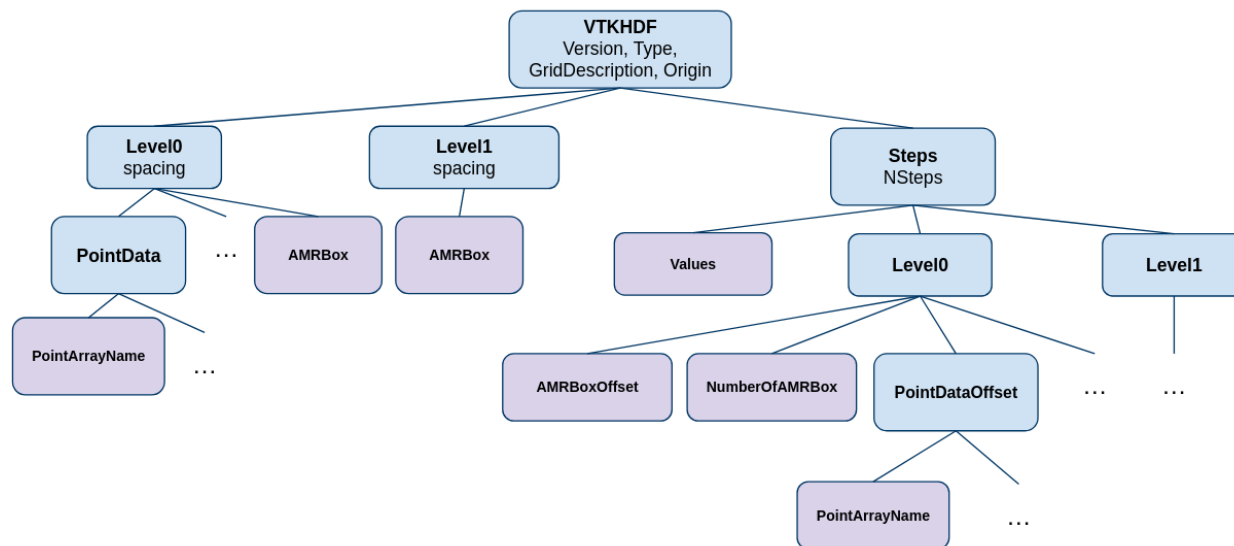 VTKHDF
Version, Type,
GridDescription, Origin
Level0
spacing
Level1
spacing
Steps
NSteps
PointData
...
AMRBox
AMRBox
Values
Level0
Level1
PointArrayName
...
AMRBoxOffset
NumberOfAMRBox
PointDataOffset
...
...
PointArrayName
...